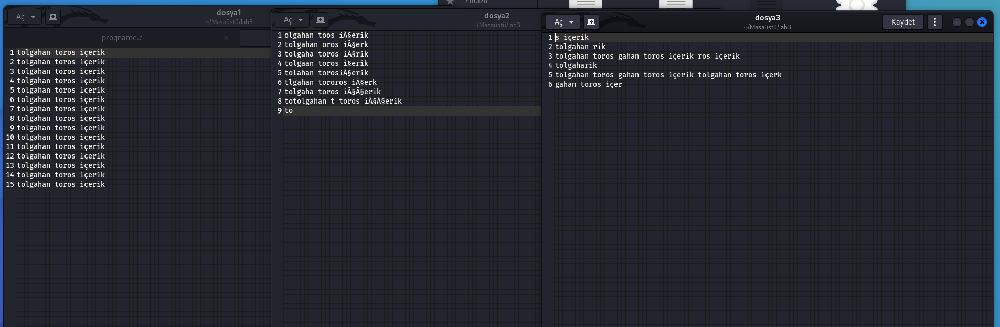 Yıldızlı
Aç
dosya1
~/Masaüstü/lab3
progname.c
1 tolgahan toros içerik
2 tolgahan toros içerik
3 tolgahan toros içerik
4 tolgahan toros içerik
5 tolgahan toros içerik
6 tolgahan toros içerik
7 tolgahan toros içerik
8 tolgahan toros içerik
9 tolgahan toros içerik
10 tolgahan toros içerik
11 tolgahan toros içerik
12 tolgahan toros içerik
13 tolgahan toros içerik
14 tolgahan toros içerik
15 tolgahan toros içerik
Aç
dosya2
~/Masaüstü/lab3
1 olgahan toos iÃ§erik
2 tolgahan oros iÃ§erk
3 tolgaha toros iÃ§rik
4 tolgaan toros i§erik
5 tolahan torosiÃ§erik
6 tlgahan tororos iÃ§erk
7 tolgaha toros iÃ§Ã§erik
8 totolgahan t toros iÃ§Ã§erik
9 to
Aç
dosya3
~/Masaüstü/lab3
Kaydet
1 s içerik
2 tolgahan rik
3 tolgahan toros gahan toros içerik ros içerik
4 tolgaharik
5 tolgahan toros gahan toros içerik tolgahan toros içerk
6 gahan toros içer